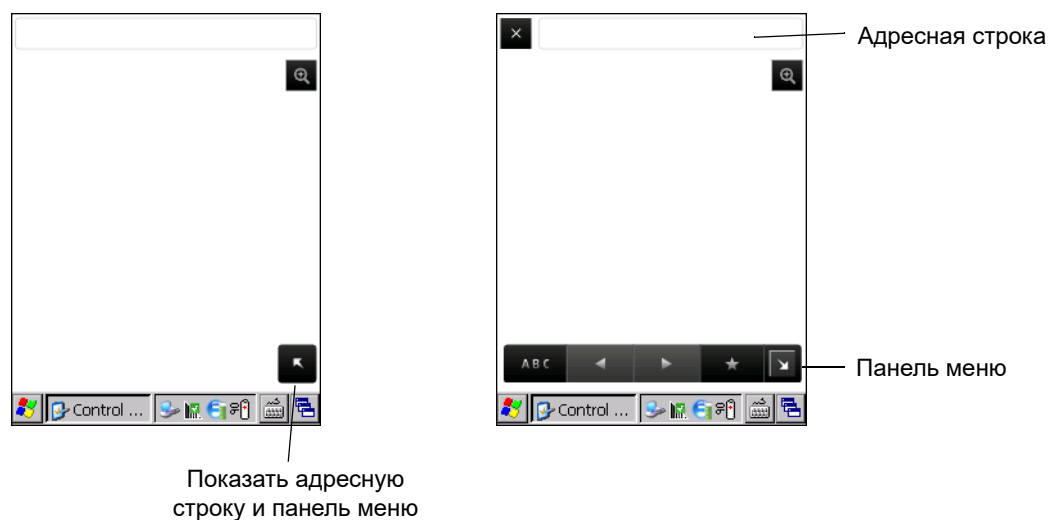 Адресная строка
ABC
Панель меню
Control ...
Control ...
Показать адресную
строку и панель меню